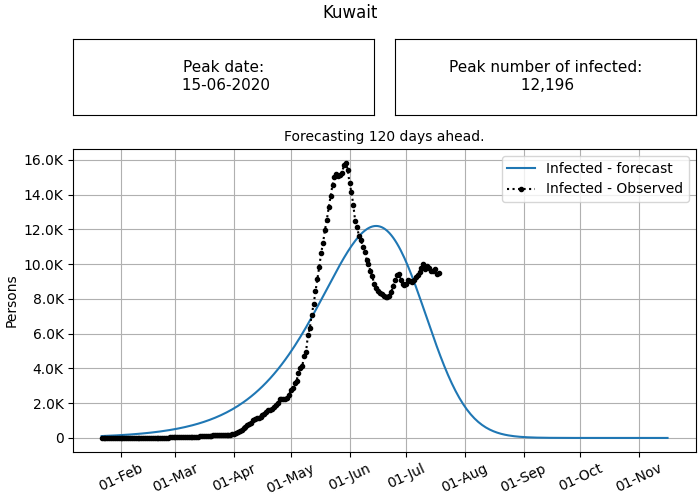 Kuwait
Peak date:
15-06-2020
Peak number of infected:
12,196
Forecasting 120 days ahead.
Infected - forecast
Infected - Observed
Persons
16.0K
14.0K
12.0K
10.0K
8.0K
6.0K
4.0K
2.0K
0
01-Feb
01-Mar
01-Apr
01-May
01-Jun
01-Jul
01-Aug
01-Sep
01-Oct
01-Nov